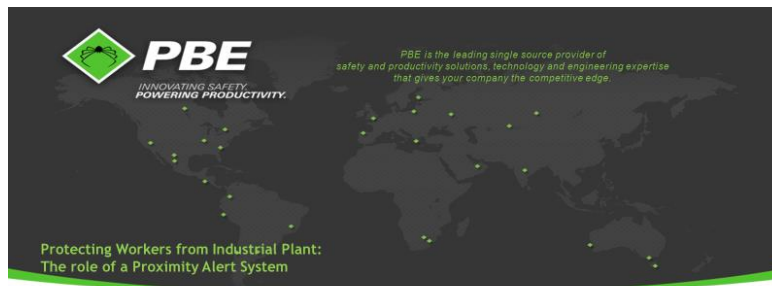 PBE
INNOVATING SAFETY.
POWERING PRODUCTIVITY.
PBE is the leading single source provider of
safety and productivity solutions, technology and engineering expertise
that gives your company the competitive edge.
Protecting Workers from Industrial Plant:
The role of a Proximity Alert System